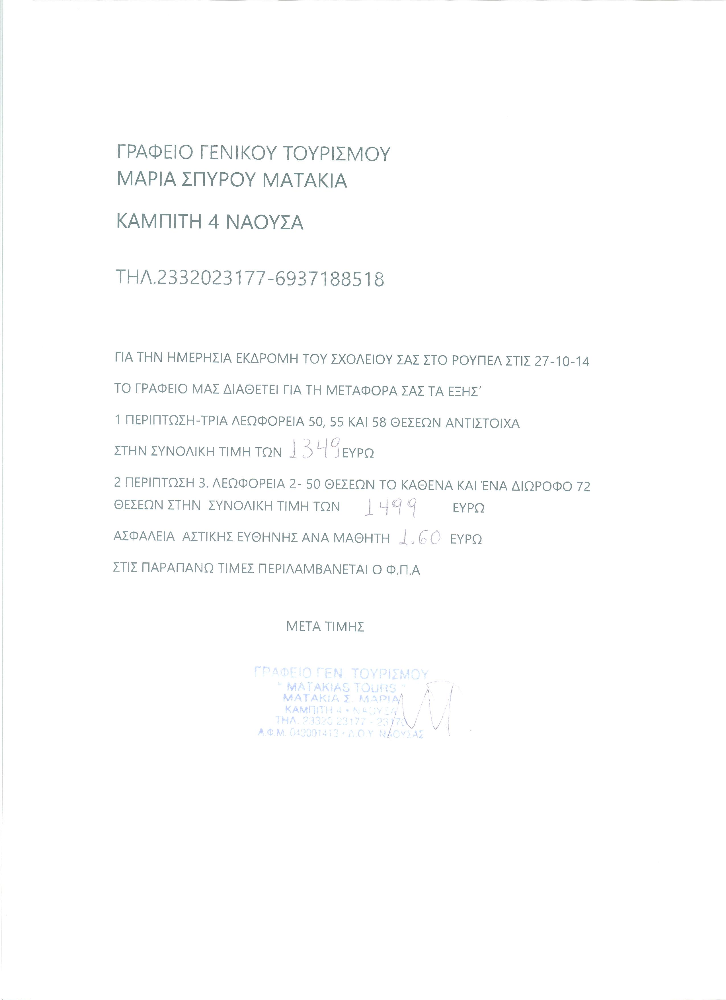 ΓΡΑΦΕΙΟ ΓΕΝΙΚΟΥ ΤΟΥΡΙΣΜΟΥ
ΜΑΡΙΑ ΣΠΥΡΟΥ ΜΑΤΑΚΙΑ
ΚΑΜΠΙΤΗ 4 ΝΑΟΥΣΑ
ΤΗΛ.2332023177-6937188518
ΓΙΑ ΤΗΝ ΗΜΕΡΗΣΙΑ ΕΚΔΡΟΜΗ ΤΟΥ ΣΧΟΛΕΙΟΥ ΣΑΣ ΣΤΟ ΡΟΥΠΕΛ ΣΤΙΣ 27-10-14
ΤΟ ΓΡΑΦΕΙΟ ΜΑΣ ΔΙΑΘΕΤΕΙ ΓΙΑ ΤΗ ΜΕΤΑΦΟΡΑ ΣΑΣ ΤΑ ΕΞΗΣ΄
1 ΠΕΡΙΠΤΩΣΗ-ΤΡΙΑ ΛΕΩΦΟΡΕΙΑ 50, 55 ΚΑΙ 58 ΘΕΣΕΩΝ ΑΝΤΙΣΤΟΙΧΑ
ΣΤΗΝ ΣΥΝΟΛΙΚΗ ΤΙΜΗ ΤΩΝ 1349 ΕΥΡΩ
2 ΠΕΡΙΠΤΩΣΗ 3. ΛΕΩΦΟΡΕΙΑ 2- 50 ΘΕΣΕΩΝ ΤΟ ΚΑΘΕΝΑ ΚΑΙ ΈΝΑ ΔΙΩΡΟΦΟ 72
ΘΕΣΕΩΝ ΣΤΗΝ ΣΥΝΟΛΙΚΗ ΤΙΜΗ ΤΩΝ 1499 ΕΥΡΩ
ΑΣΦΑΛΕΙΑ ΑΣΤΙΚΗΣ ΕΥΘΗΝΗΣ ΑΝΑ ΜΑΘΗΤΗ 1.60 ΕΥΡΩ
ΣΤΙΣ ΠΑΡΑΠΑΝΩ ΤΙΜΕΣ ΠΕΡΙΛΑΜΒΑΝΕΤΑΙ Ο Φ.Π.Α
ΜΕΤΑ ΤΙΜΗΣ
ΓΡΑΦΕΙΟ ΓΕΝ. ΤΟΥΡΙΣΜΟΥ
" MATAKIAS TOURS "
ΜΑΤΑΚΙΑ Σ. ΜΑΡΙΑ
ΚΑΜΠΙΤΗ 4 • ΝΑΟΥΣΑ
ΤΗΛ. 23320 23177 - 23170
Α.Φ.Μ. 049001413 • Δ.Ο.Υ ΝΑΟΥΣΑΣ